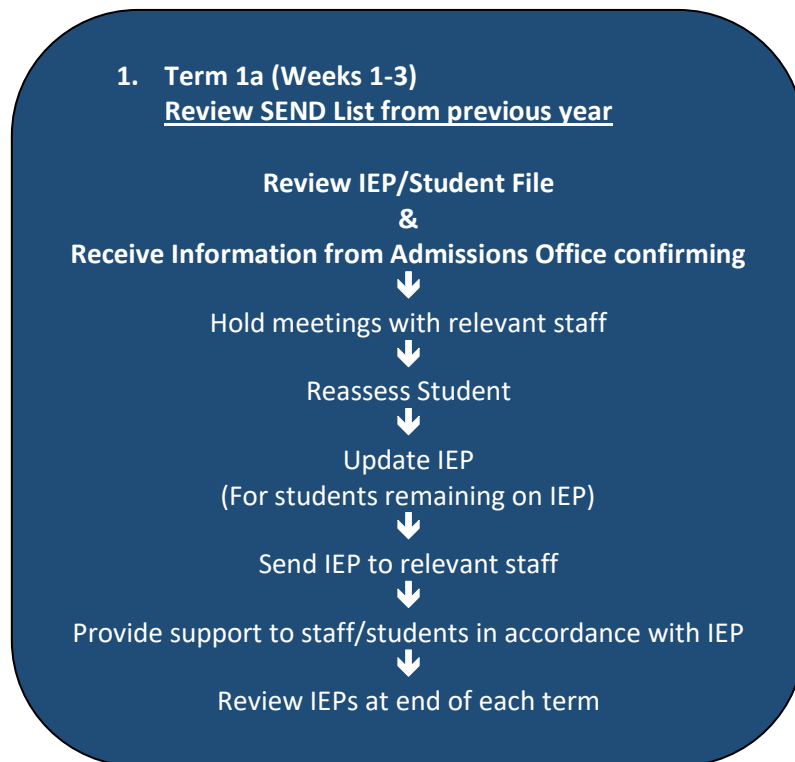 1. Term 1a (Weeks 1-3)
Review SEND List from previous year
Review IEP/Student File
&
Receive Information from Admissions Office confirming
Hold meetings with relevant staff
Reassess Student
Update IEP
(For students remaining on IEP)
Send IEP to relevant staff
Provide support to staff/students in accordance with IEP
Review IEPs at end of each term